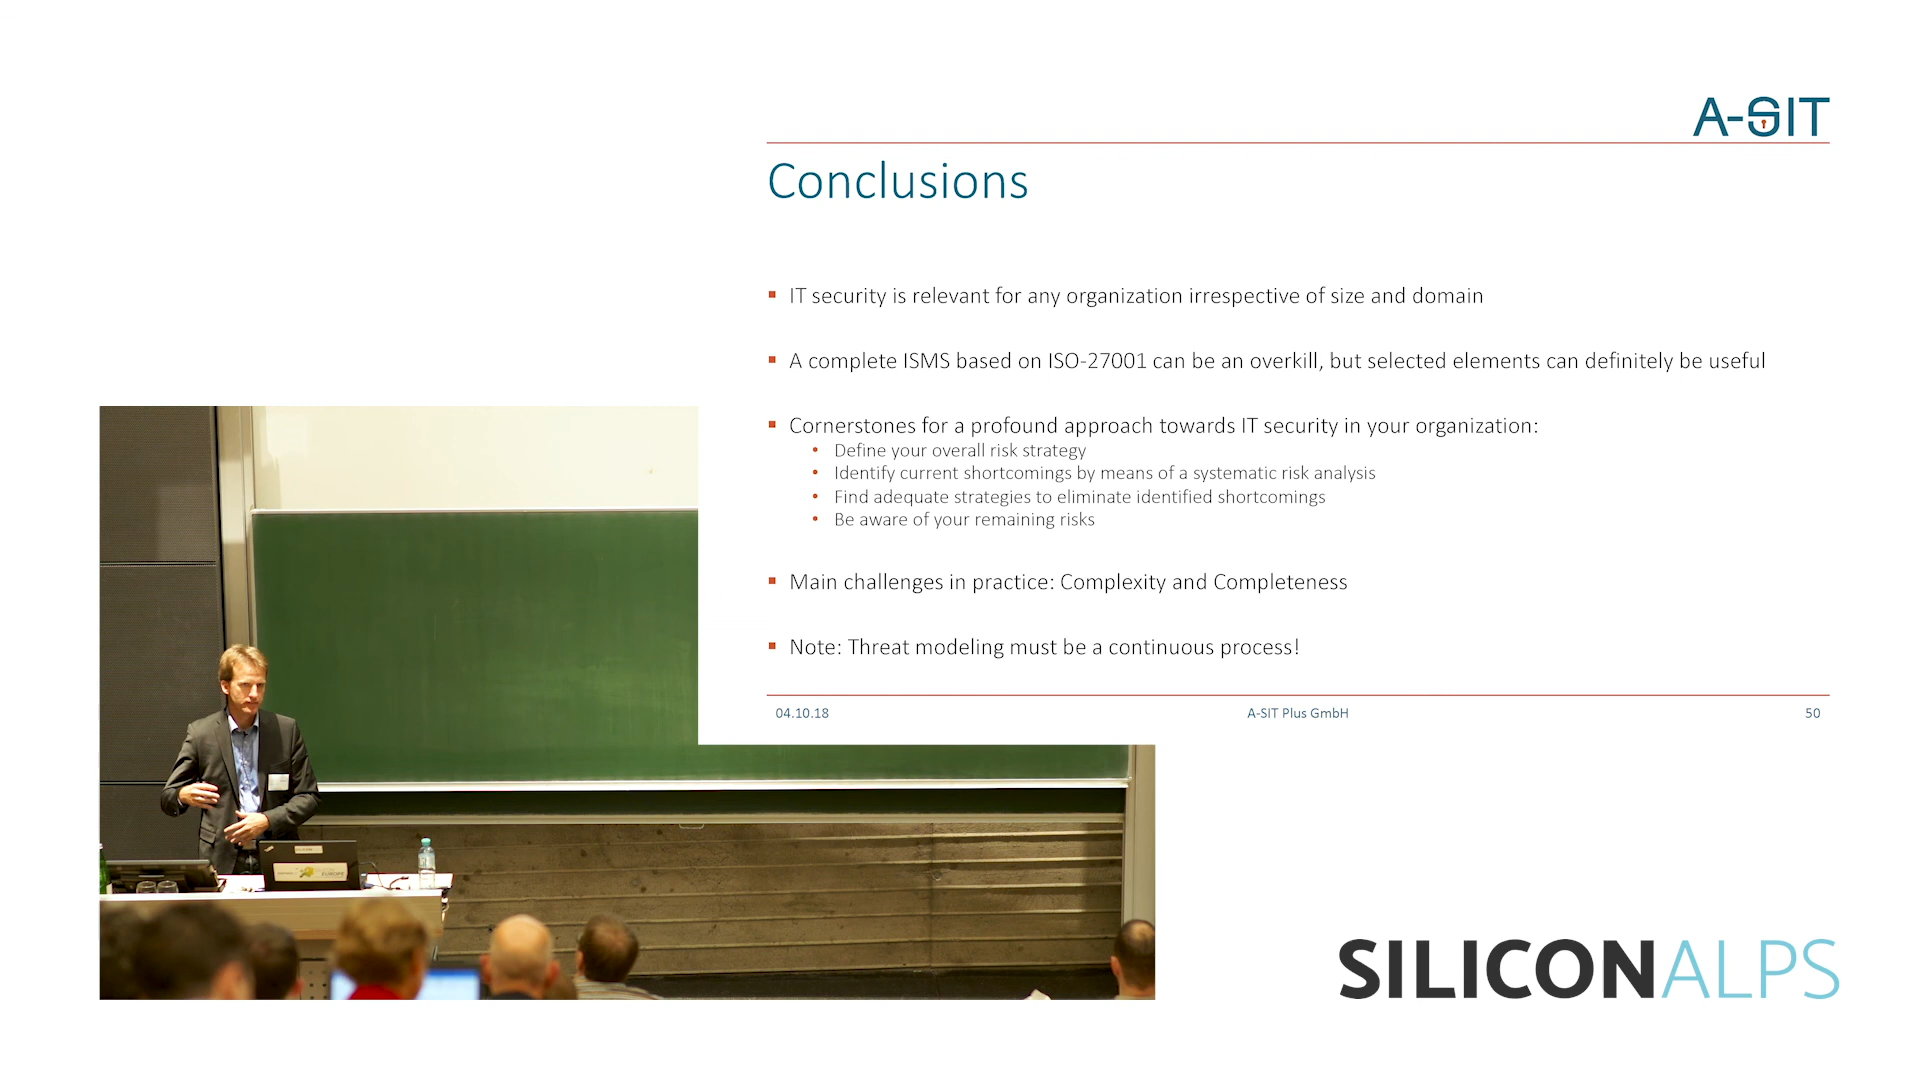 A-SIT
Conclusions
IT security is relevant for any organization irrespective of size and domain
A complete ISMS based on ISO-27001 can be an overkill, but selected elements can definitely be useful
Cornerstones for a profound approach towards IT security in your organization:
Define your overall risk strategy
Identify current shortcomings by means of a systematic risk analysis
Find adequate strategies to eliminate identified shortcomings
Be aware of your remaining risks
Main challenges in practice: Complexity and Completeness
Note: Threat modeling must be a continuous process!
04.10.18 A-SIT Plus GmbH 50
EUROPE
SILICONALPS